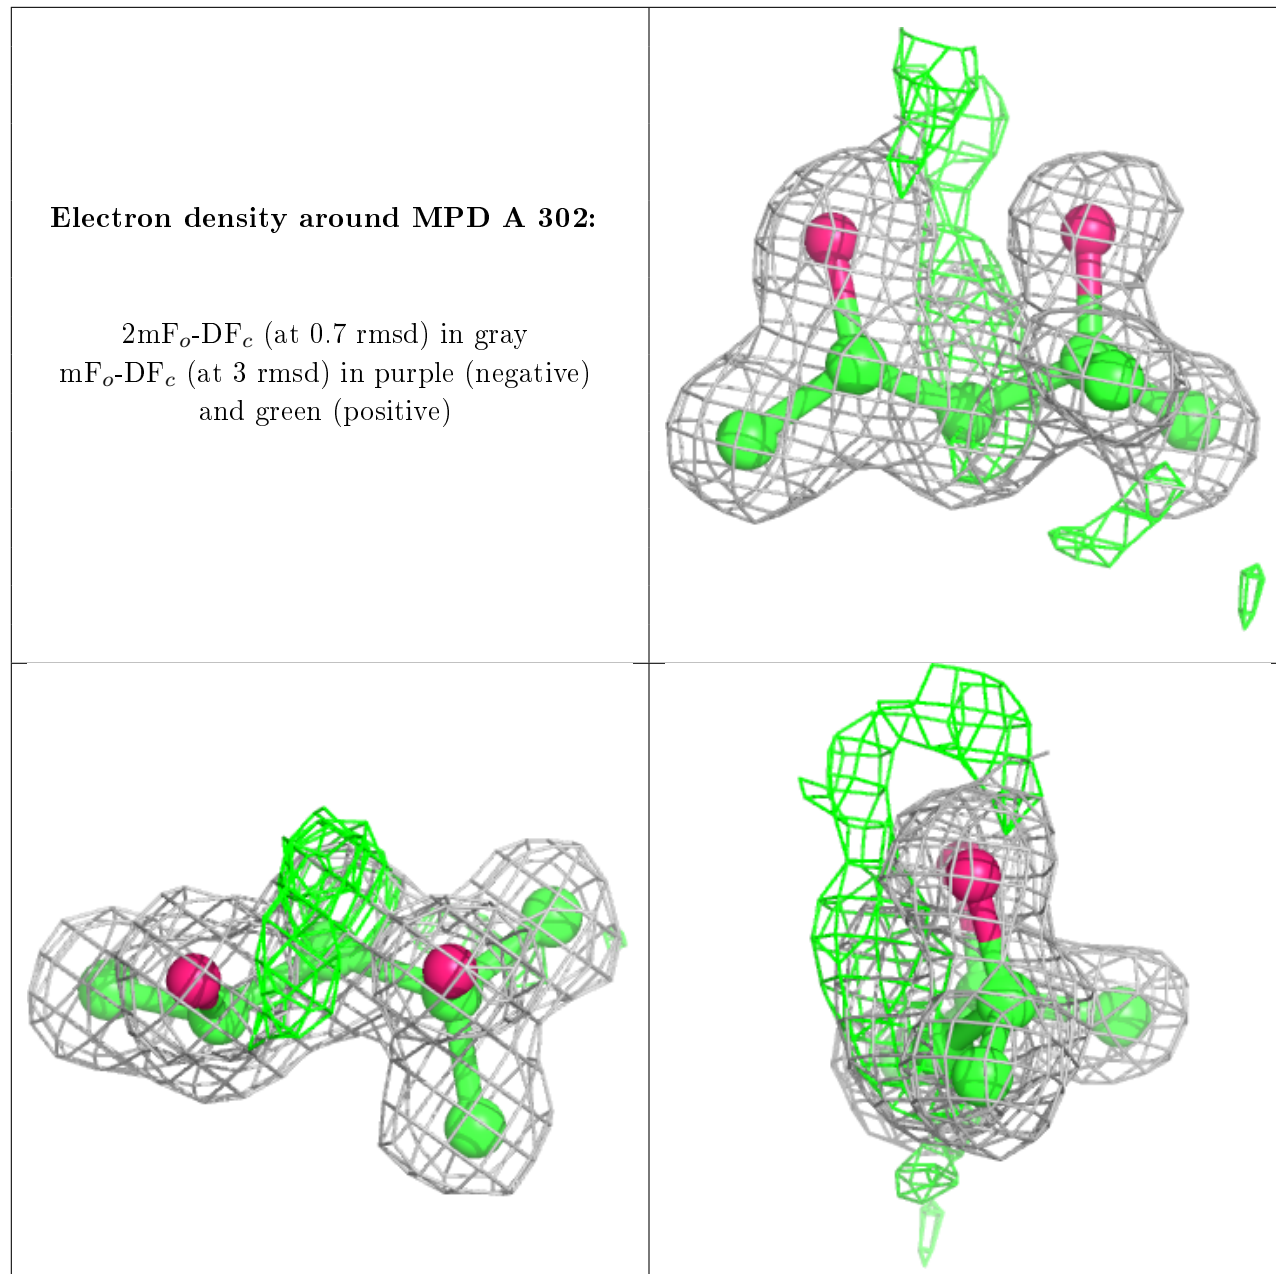 Electron density around MPD A 302:
2mFo-DFc (at 0.7 rmsd) in gray
mFo-DFc (at 3 rmsd) in purple (negative)
and green (positive)